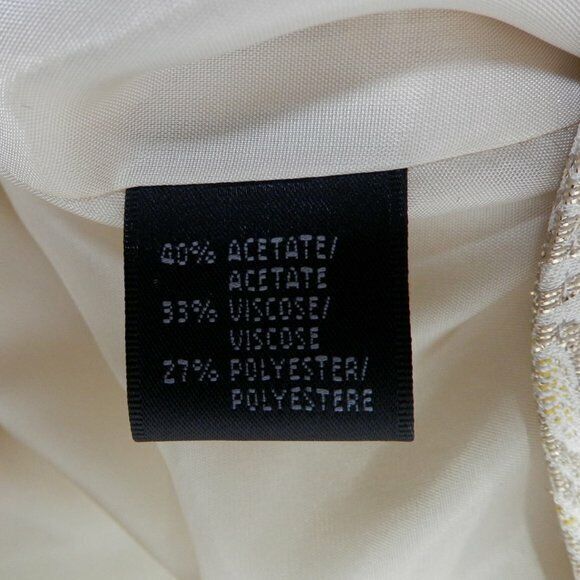 40% ACETATE/
ACETATE
33% VISCOSE/
VISCOSE
27% POLYESTER/
POLYESTERE